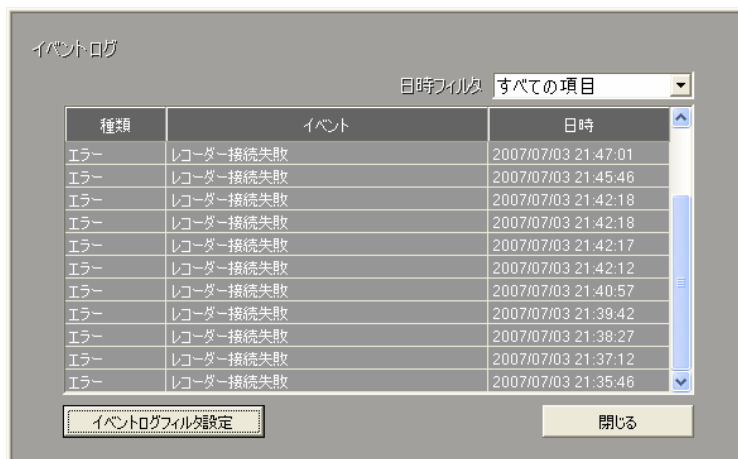 イベントログ
日時フィルタ すべての項目
種類 イベント 日時
エラー レコーダー接続失敗 2007/07/03 21:47:01
エラー レコーダー接続失敗 2007/07/03 21:45:46
エラー レコーダー接続失敗 2007/07/03 21:42:18
エラー レコーダー接続失敗 2007/07/03 21:42:18
エラー レコーダー接続失敗 2007/07/03 21:42:17
エラー レコーダー接続失敗 2007/07/03 21:42:12
エラー レコーダー接続失敗 2007/07/03 21:40:57
エラー レコーダー接続失敗 2007/07/03 21:39:42
エラー レコーダー接続失敗 2007/07/03 21:38:27
エラー レコーダー接続失敗 2007/07/03 21:37:12
エラー レコーダー接続失敗 2007/07/03 21:35:46
イベントログフィルタ設定 閉じる